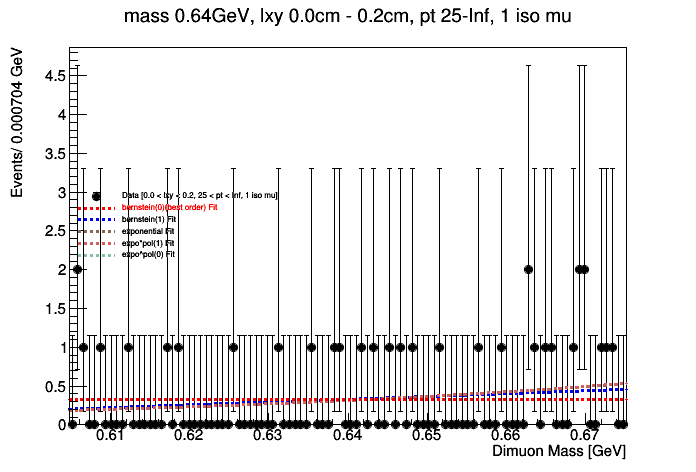 mass 0.64GeV, lxy 0.0cm - 0.2cm, pt 25-Inf, 1 iso mu
Events/ 0.000704 GeV
4.5
4
3.5
3
2.5
2
1.5
1
0.5
0
Data [0.0 < lxy < 0.2, 25 < pt < Inf, 1 iso mu]
bernstein(0)(best order) Fit
bernstein(1) Fit
exponential Fit
expo*pol(1) Fit
expo*pol(0) Fit
0.61 0.62 0.63 0.64 0.65 0.66 0.67
Dimuon Mass [GeV]